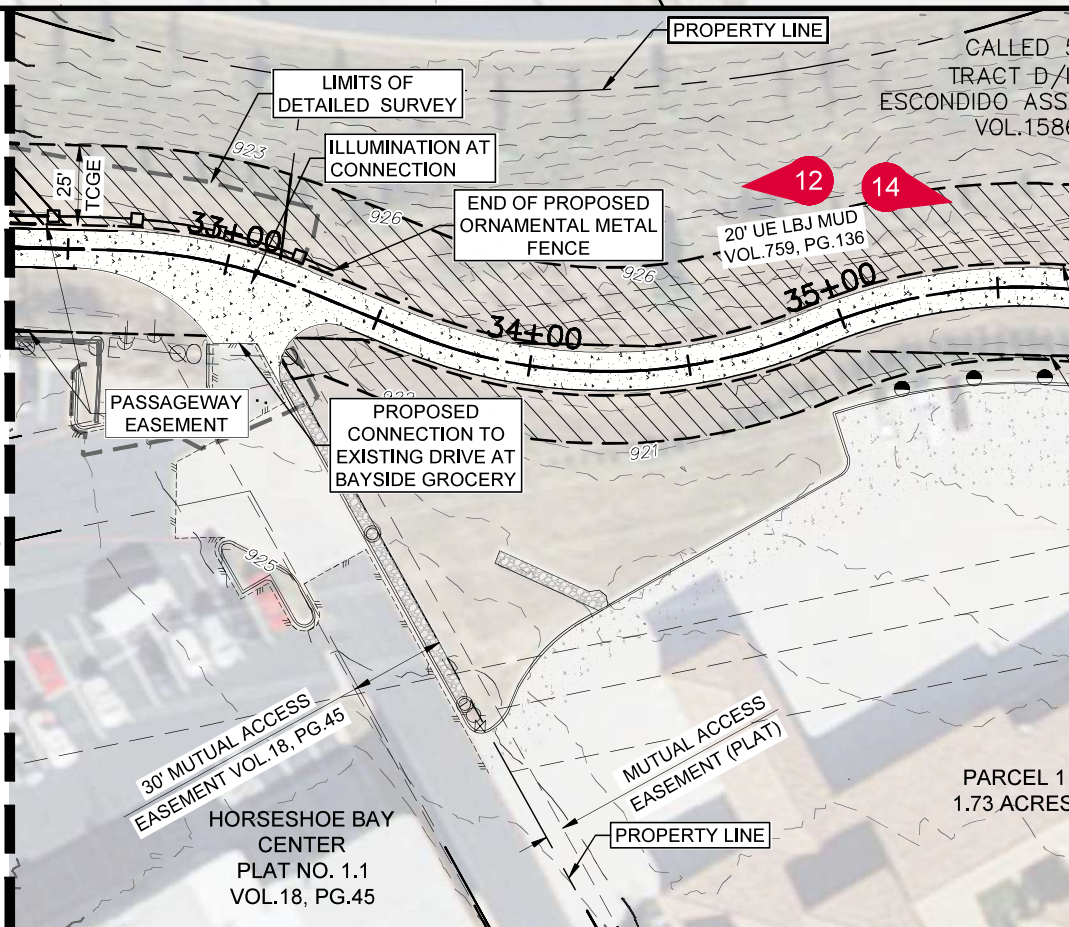 PROPERTY LINE
CALLED
TRACT D/
ESCONDIDO ASS
VOL.1586
LIMITS OF
DETAILED SURVEY
ILLUMINATION AT
CONNECTION
923
25'
TCGE
926
END OF PROPOSED
ORNAMENTAL METAL
FENCE
12
14
20' UE LBJ MUD
VOL.759, PG.136
33+00
926
35+00
34+00
PASSAGEWAY
EASEMENT
PROPOSED
CONNECTION TO
EXISTING DRIVE AT
BAYSIDE GROCERY
921
925
30' MUTUAL ACCESS
EASEMENT VOL.18, PG.45
MUTUAL ACCESS
EASEMENT (PLAT)
PARCEL 1
1.73 ACRES
HORSESHOE BAY
CENTER
PLAT NO. 1.1
VOL.18, PG.45
PROPERTY LINE